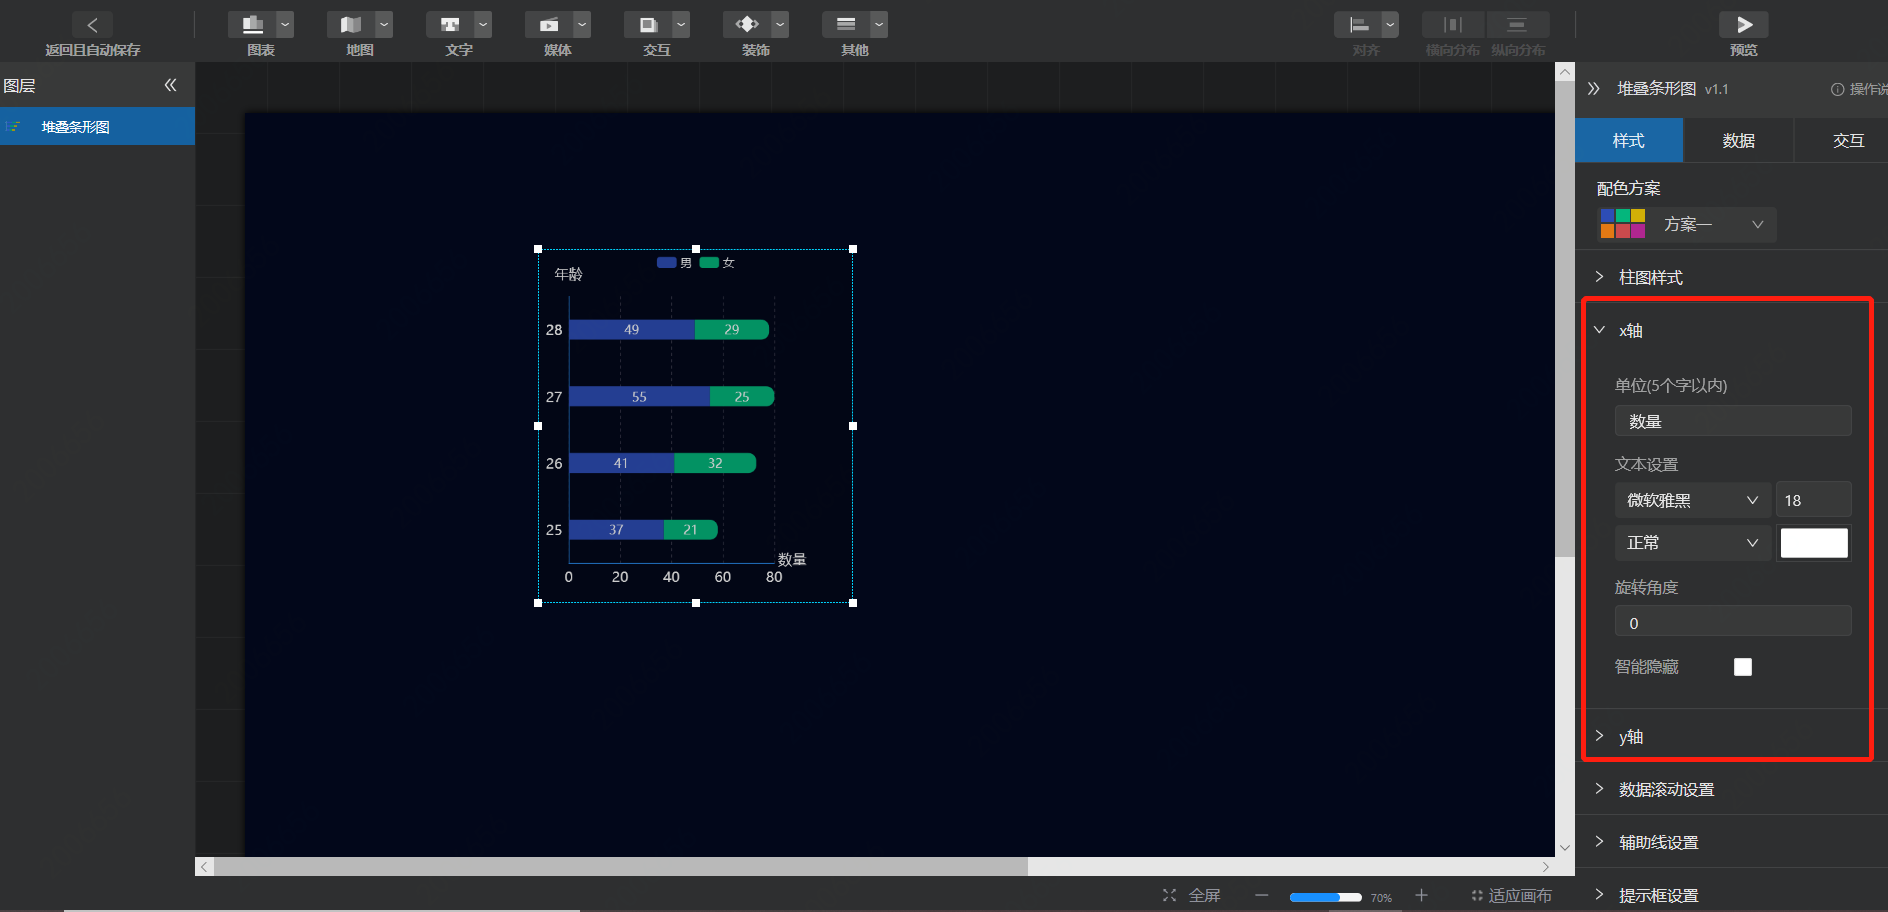 返回且自动保存
图表
地图
文字
媒体
交互
装饰
其他
对齐
横向分布
纵向分布
预览
图层
堆叠条形图
年龄
男 女
28 49 29
27 55 25
26 41 32
25 37 21
数量
0 20 40 60 80
堆叠条形图 v1.1
操作说
样式 数据 交互
配色方案
方案一
柱图样式
x轴
单位(5个字以内)
数量
文本设置
微软雅黑 18
正常
旋转角度
0
智能隐藏
y轴
数据滚动设置
辅助线设置
提示框设置
全屏
70%
适应画布